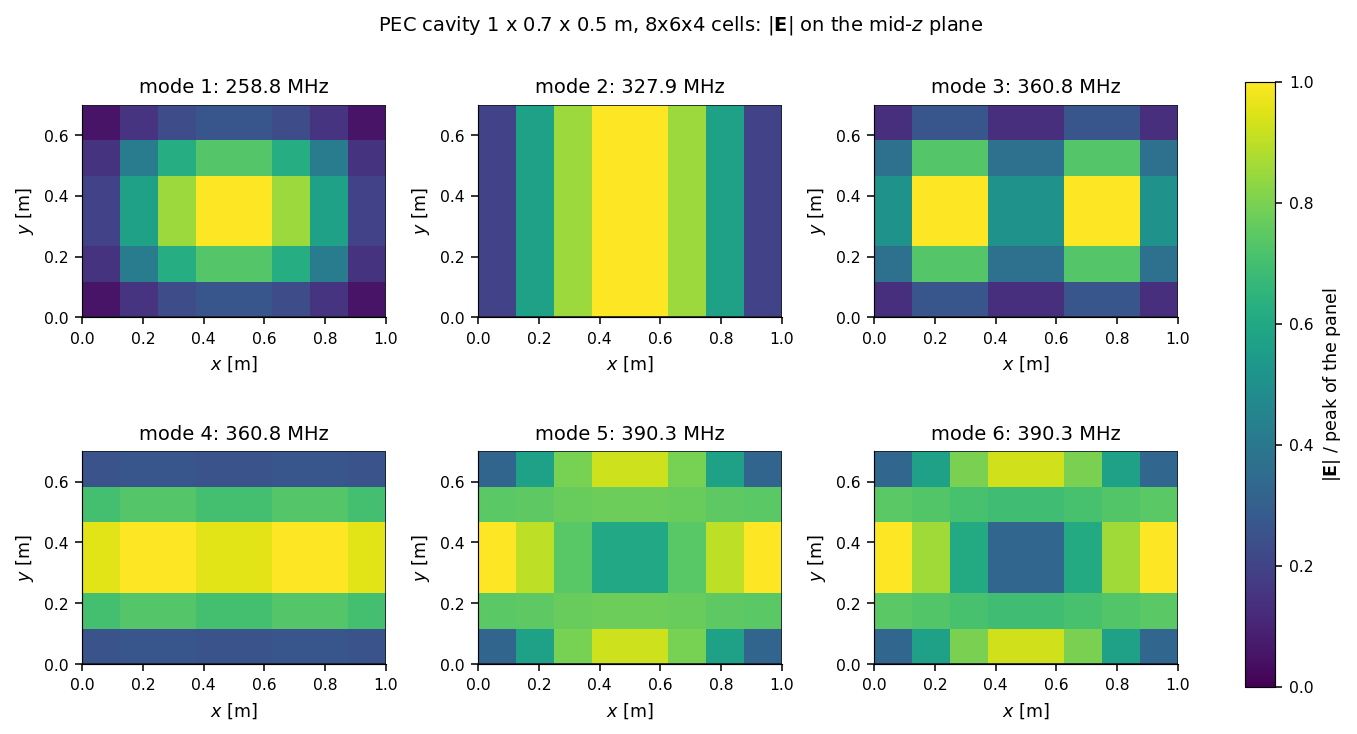 PEC cavity 1 x 0.7 x 0.5 m, 8x6x4 cells: |E| on the mid-z plane
mode 1: 258.8 MHz
mode 2: 327.9 MHz
mode 3: 360.8 MHz
1.0
0.8
0.6
0.4
0.2
0.0
|E| / peak of the panel
y [m]
0.6
0.4
0.2
0.0
0.0 0.2 0.4 0.6 0.8 1.0
x [m]
y [m]
0.6
0.4
0.2
0.0
0.0 0.2 0.4 0.6 0.8 1.0
x [m]
y [m]
0.6
0.4
0.2
0.0
0.0 0.2 0.4 0.6 0.8 1.0
x [m]
mode 4: 360.8 MHz
mode 5: 390.3 MHz
mode 6: 390.3 MHz
y [m]
0.6
0.4
0.2
0.0
0.0 0.2 0.4 0.6 0.8 1.0
x [m]
y [m]
0.6
0.4
0.2
0.0
0.0 0.2 0.4 0.6 0.8 1.0
x [m]
y [m]
0.6
0.4
0.2
0.0
0.0 0.2 0.4 0.6 0.8 1.0
x [m]